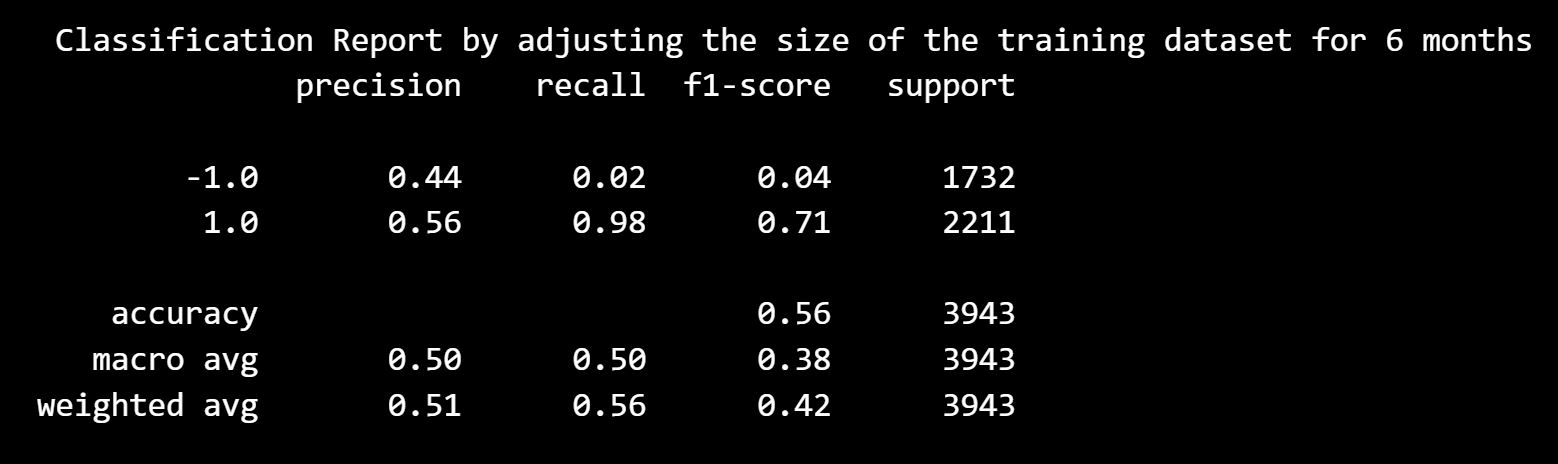 Classification Report by adjusting the size of the training dataset for 6 months
precision recall f1-score support
-1.0 0.44 0.02 0.04 1732
1.0 0.56 0.98 0.71 2211
accuracy 0.56 3943
macro avg 0.50 0.50 0.38 3943
weighted avg 0.51 0.56 0.42 3943